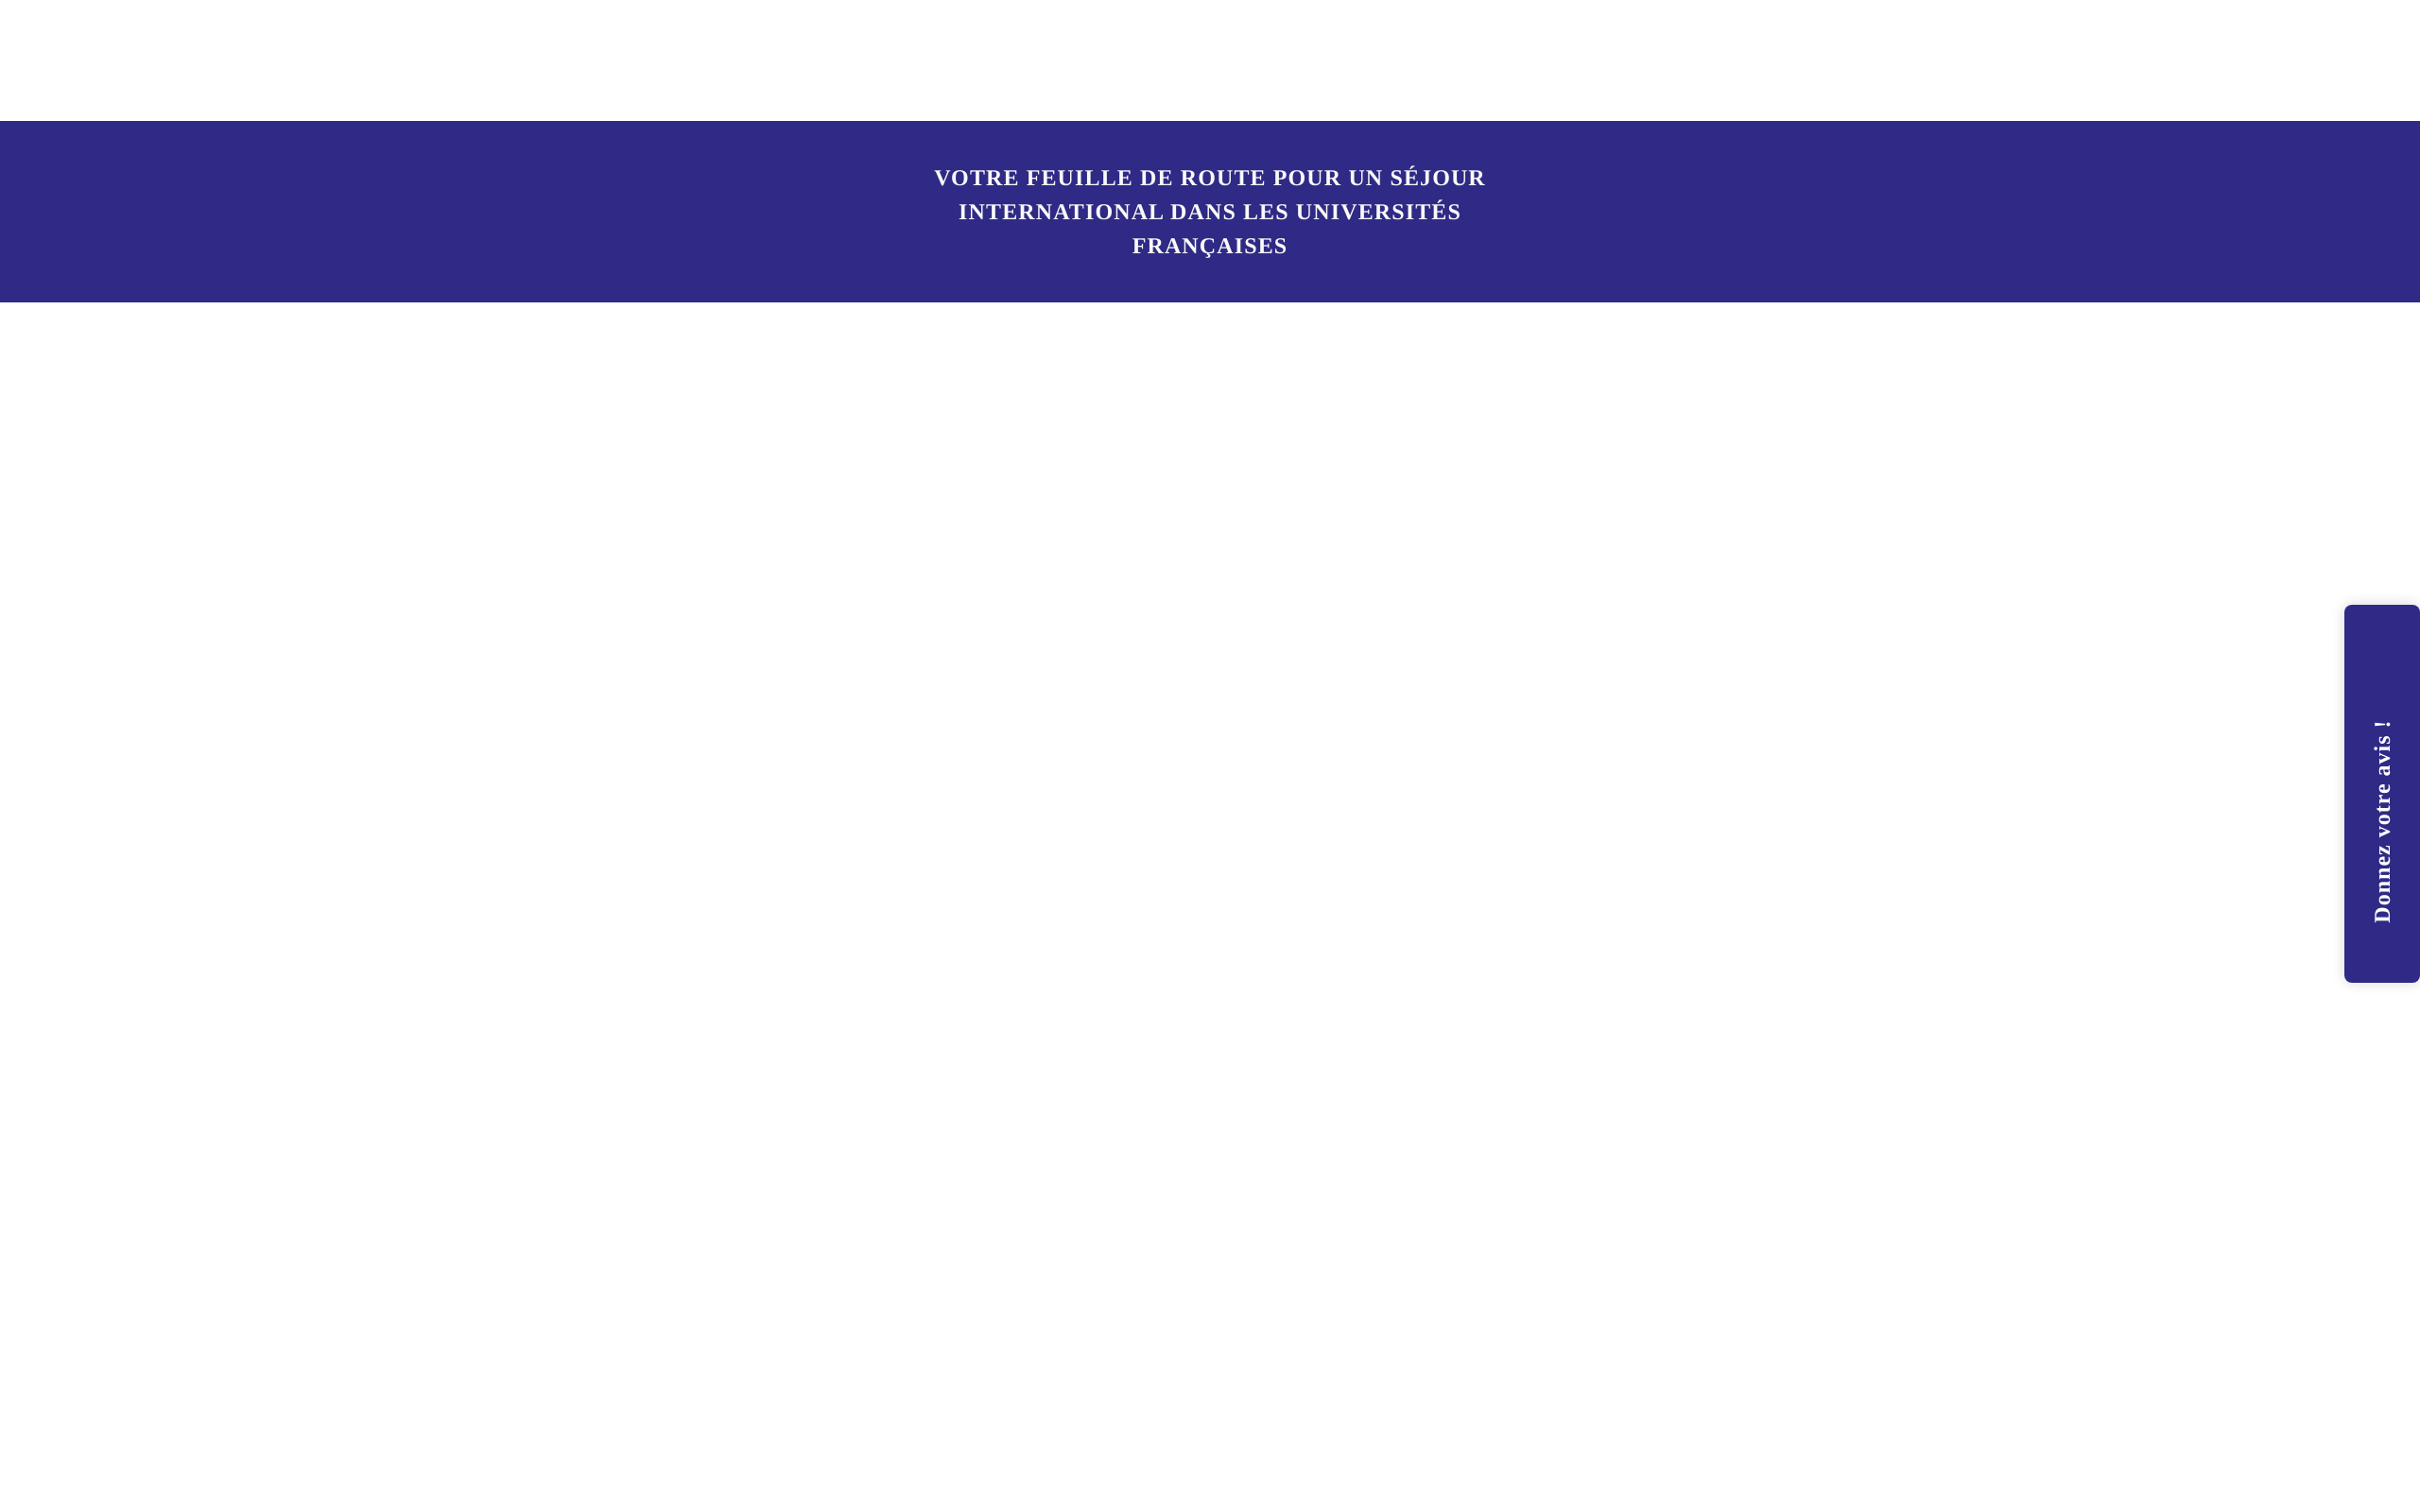 VOTRE FEUILLE DE ROUTE POUR UN SÉJOUR
INTERNATIONAL DANS LES UNIVERSITÉS
FRANÇAISES
Donnez votre avis !